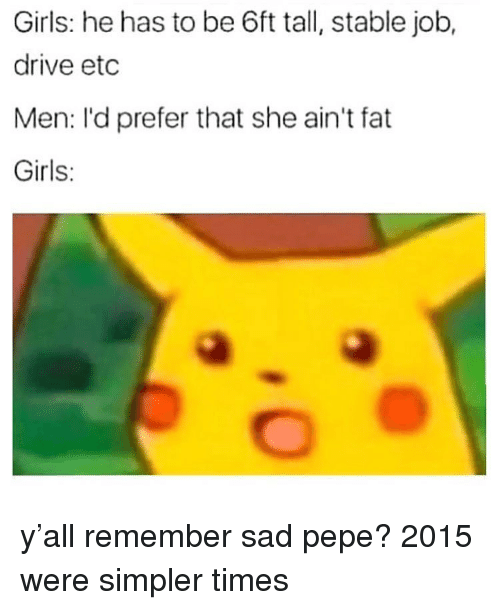 Girls: he has to be 6ft tall, stable job,
drive etc
Men: I'd prefer that she ain't fat
Girls:
y’all remember sad pepe? 2015
were simpler times